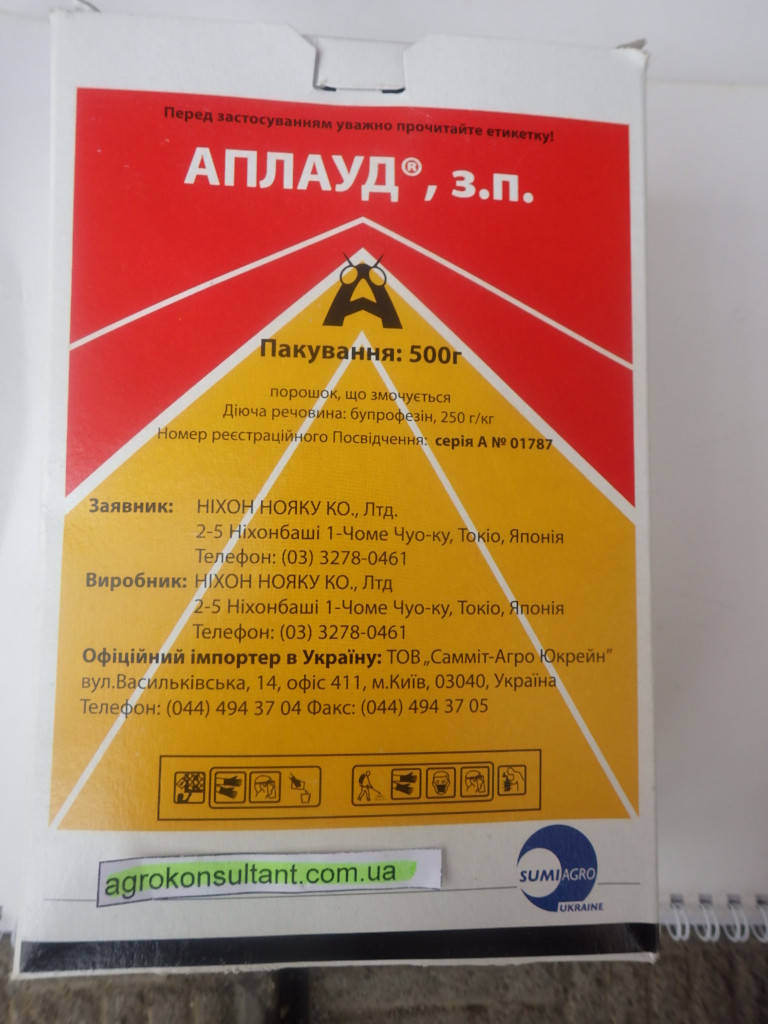 Перед застосуванням уважно прочитайте етикетку!
АПЛАУД®, з.п.
Пакування: 500г
порошок, що змочується
Діюча речовина: бупрофезін, 250 г/кг
Номер реєстраційного Посвідчення: серія А № 01787
Заявник: НІХОН НОЯКУ КО., Лтд.
2-5 Ніхонбаші 1-Чоме Чуо-ку, Токіо, Японія
Телефон: (03) 3278-0461
Виробник: НІХОН НОЯКУ КО., Лтд
2-5 Ніхонбаші 1-Чоме Чуо-ку, Токіо, Японія
Телефон: (03) 3278-0461
Офіційний імпортер в Україну: ТОВ „Самміт-Агро Юкрейн”
вул.Васильківська, 14, офіс 411, м.Київ, 03040, Україна
Телефон: (044) 494 37 04 Факс: (044) 494 37 05
agrokonsultant.com.ua
SUMI AGRO
UKRAINE